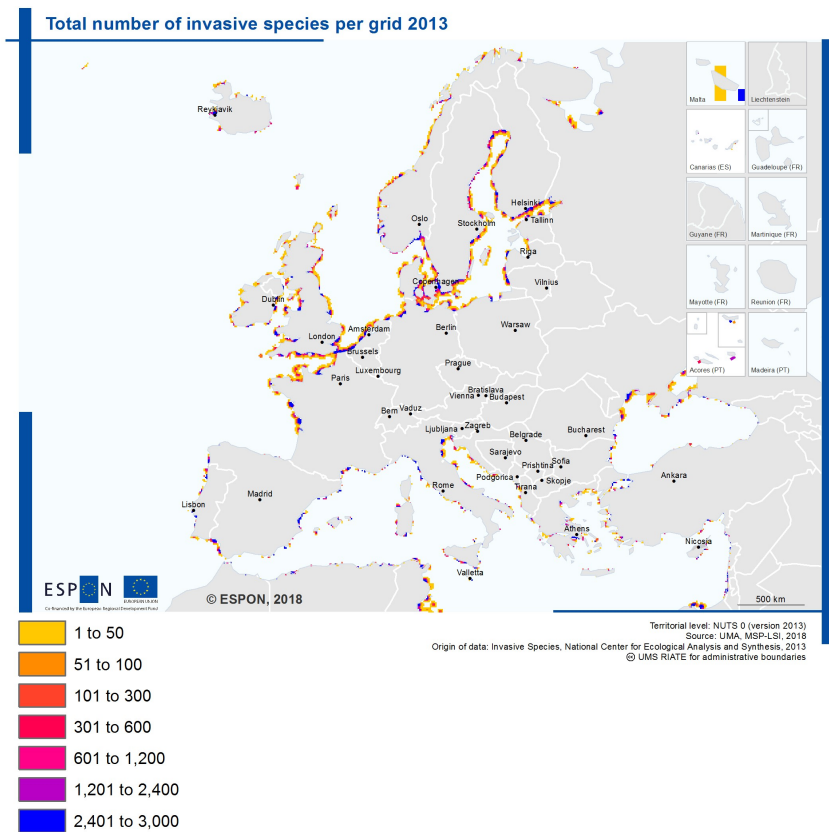 Total number of invasive species per grid 2013
Reykjavik
Malta
Liechtenstein
Canarias (ES)
Guadeloupe (FR)
Guyane (FR)
Martinique (FR)
Mayotte (FR)
Reunion (FR)
Acores (PT)
Madeira (PT)
Oslo
Stockholm
Helsinki
Tallinn
Riga
Copenhagen
Vilnius
Dublin
Amsterdam
Berlin
Warsaw
London
Brussels
Luxembourg
Prague
Paris
Bratislava
Vienna
Budapest
Bern
Vaduz
Ljubljana
Zagreb
Belgrade
Bucharest
Sarajevo
Prishtina
Sofia
Podgorica
Skopje
Tirana
Rome
Madrid
Lisbon
Ankara
Athens
Nicosia
Valletta
ESPON
EUROPEAN UNION
Co-financed by the European Regional Development Fund
© ESPON, 2018
500 km
Territorial level: NUTS 0 (version 2013)
Source: UMA, MSP-LSI, 2018
Origin of data: Invasive Species, National Center for Ecological Analysis and Synthesis, 2013
UMS RIATE for administrative boundaries
1 to 50
51 to 100
101 to 300
301 to 600
601 to 1,200
1,201 to 2,400
2,401 to 3,000